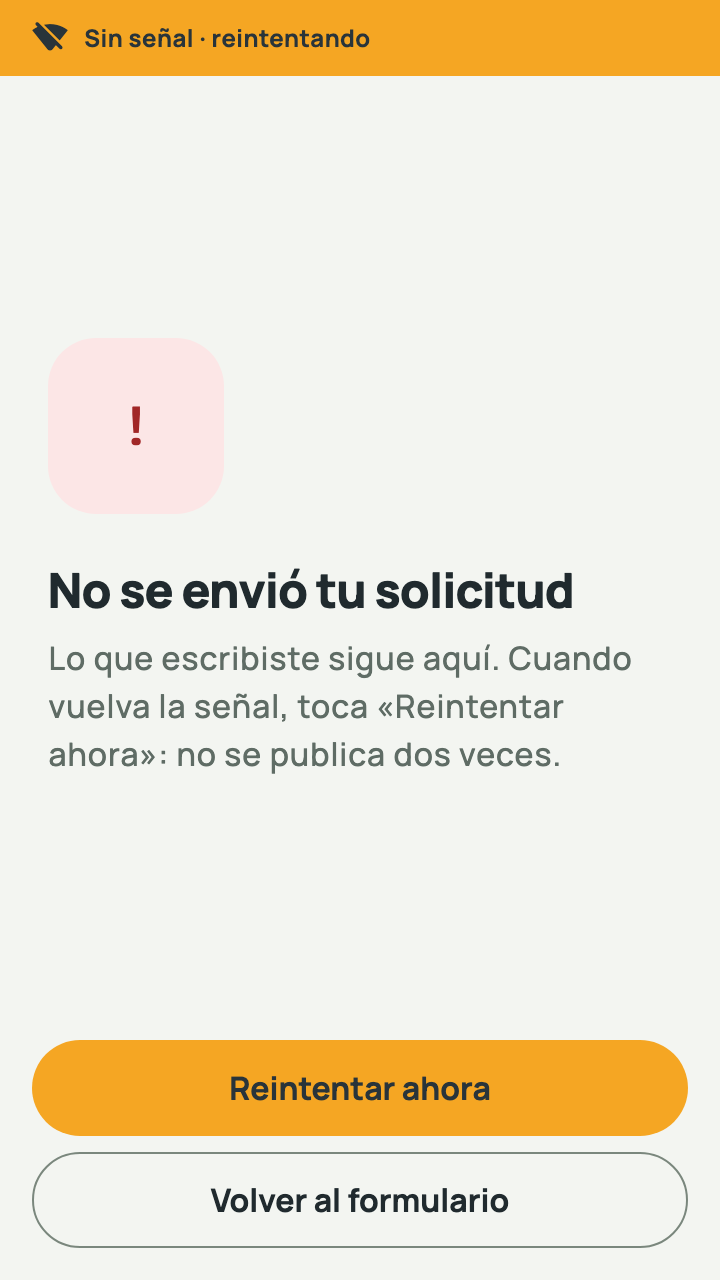 Sin señal · reintentando
!
No se envió tu solicitud
Lo que escribiste sigue aquí. Cuando
vuelva la señal, toca «Reintentar
ahora»: no se publica dos veces.
Reintentar ahora
Volver al formulario